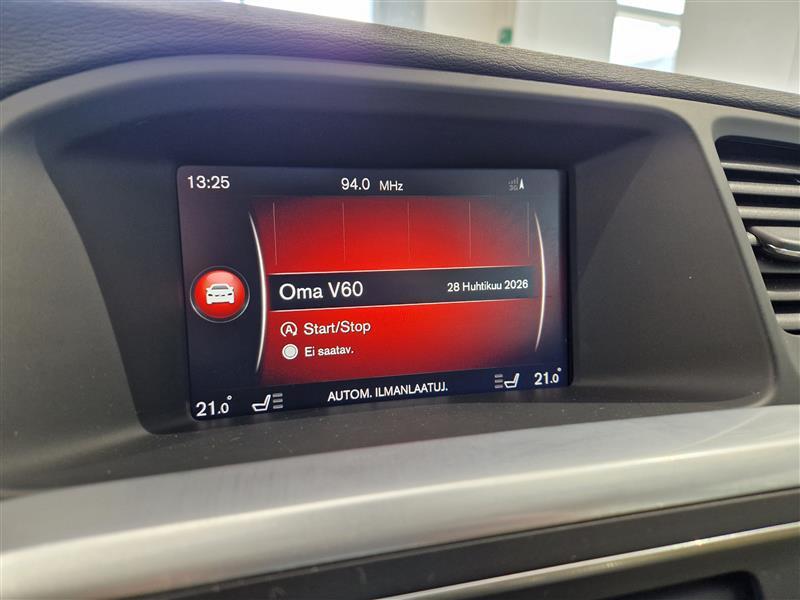 13:25 94.0 MHz 3G
Oma V60 28 Huhtikuu 2026
A Start/Stop
Ei saatav.
21.0° AUTOM. ILMANLAATUJ. 21.0°